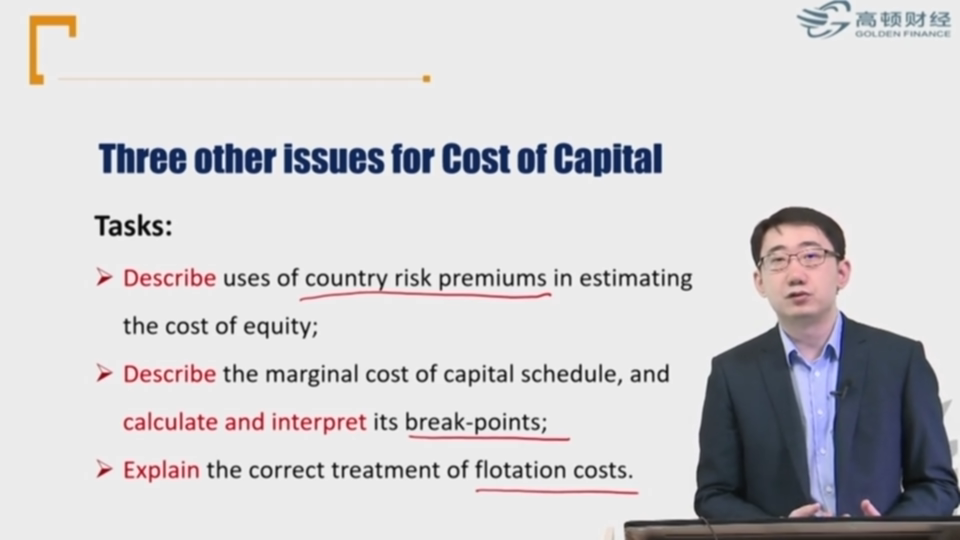 高顿财经
GOLDEN FINANCE
Three other issues for Cost of Capital
Tasks:
Describe uses of country risk premiums in estimating
the cost of equity;
Describe the marginal cost of capital schedule, and
calculate and interpret its break-points;
Explain the correct treatment of flotation costs.